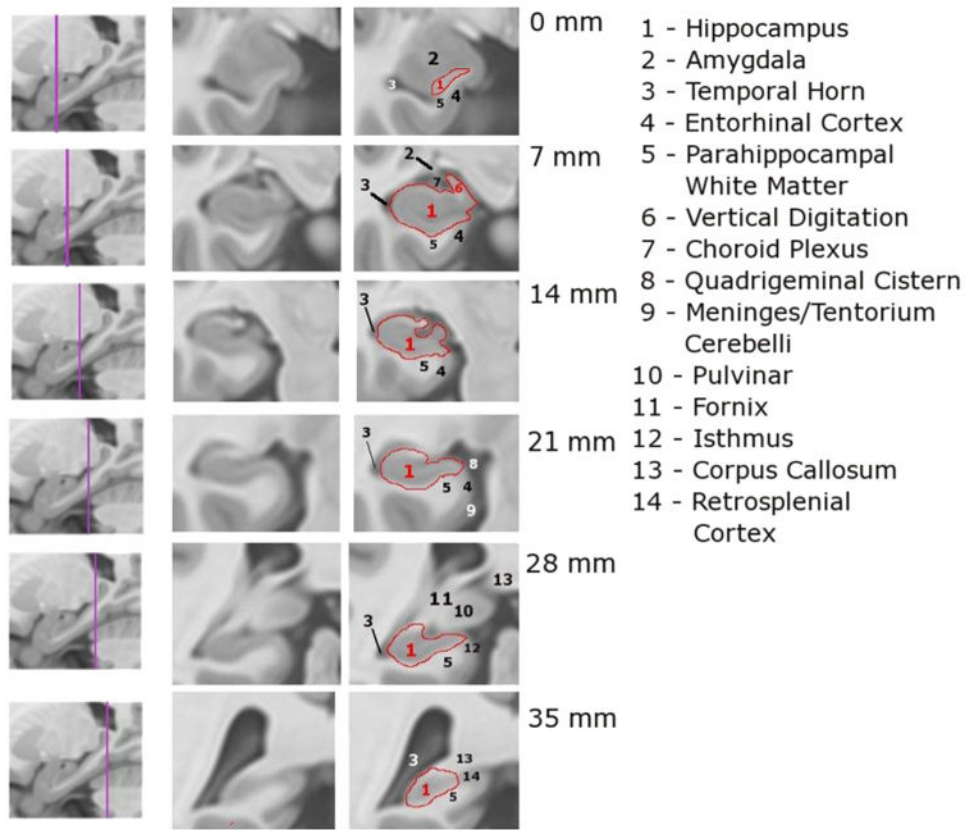 0 mm
2
3
1
5
4
7 mm
2
7
6
3
1
5
4
14 mm
3
1
5
4
21 mm
3
1
8
5
4
9
28 mm
13
11
10
3
1
12
5
35 mm
3
13
14
1
5
1 - Hippocampus
2 - Amygdala
3 - Temporal Horn
4 - Entorhinal Cortex
5 - Parahippocampal
White Matter
6 - Vertical Digitation
7 - Choroid Plexus
8 - Quadrigeminal Cistern
9 - Meninges/Tentorium
Cerebelli
10 - Pulvinar
11 - Fornix
12 - Isthmus
13 - Corpus Callosum
14 - Retrosplenial
Cortex